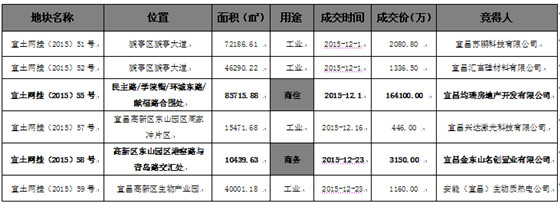 地块名称 位置 面积(㎡) 用途 成交时间 成交价(万) 竞得人
宜土网挂(2015)51号 猇亭区猇亭大道 72186.61 工业 2015-12-1 2080.80 宜昌苏鹏科技有限公司
宜土网挂(2015)52号 猇亭区猇亭大道 46290.22 工业 2015-12-1 1336.50 宜昌汇富硅材料有限公司
宜土网挂(2015)55号 民主路/学院街/环城东路/献福路合围处 85715.88 商住 2015-12.1 164100.00 宜昌均瑶房地产开发有限公司
宜土网挂(2015)57号 宜昌高新区东山园区周家冲片区 15471.68 工业 2015-12.16 446.00 宜昌兴达激光科技有限公司
宜土网挂(2015)58号 高新区东山园区港窑路与青岛路交汇处 10439.63 商务 2015-12-23 3150.00 宜昌金东山名创置业有限公司
宜土网挂(2015)59号 宜昌高新区生物产业园 40001.18 工业 2015-12-23 1160.00 安能(宜昌)生物质热电公司